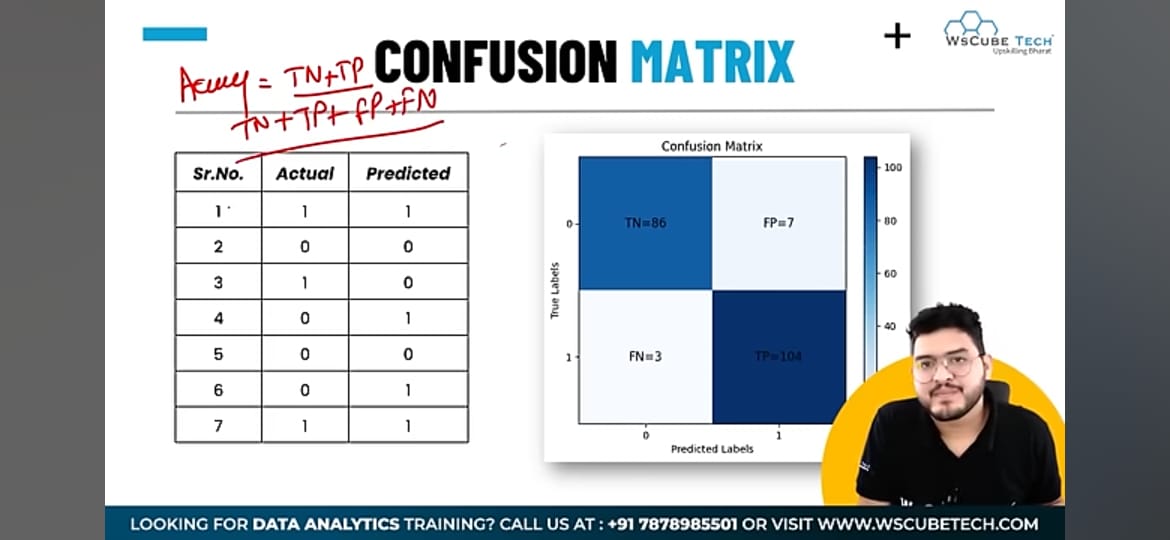 +
WsCUBE TECH
Upskilling Bharat
CONFUSION MATRIX
= TN+TP
TN+TP+FP+FN
Sr.No. Actual Predicted
1 1 1
2 0 0
3 1 0
4 0 1
5 0 0
6 0 1
7 1 1
Confusion Matrix
TN=86 FP=7
FN=3 TP=104
True Labels
0
1
0 1
Predicted Labels
100
80
60
40
LOOKING FOR DATA ANALYTICS TRAINING? CALL US AT : +91 7878985501 OR VISIT WWW.WSCUBETECH.COM